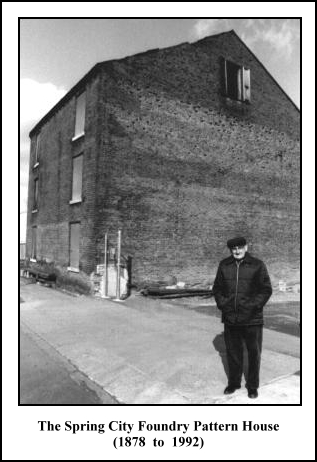 The Spring City Foundry Pattern House
(1878 to 1992)